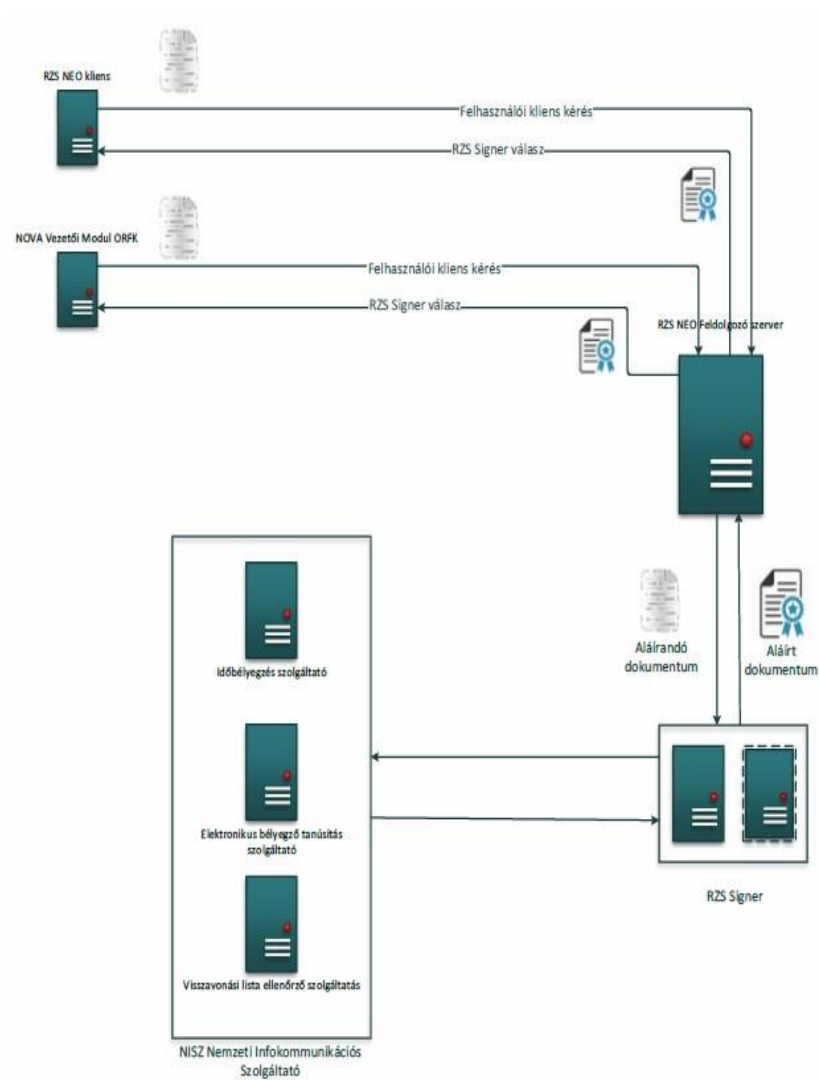 RZS NEO kliens
Felhasználói kliens kérés
RZS Signer válasz
NOVA Vezetői Modul ORFK
Felhasználói kliens kérés
RZS Signer válasz
RZS NEO Feldolgozó szerver
Aláírandó
dokumentum
Aláírt
dokumentum
Időbélyegzés szolgáltató
Elektronikus bélyegző tanúsítás
szolgáltató
Visszavonási lista ellenőrző szolgáltatás
RZS Signer
NISZ Nemzeti Infokommunikációs
Szolgáltató